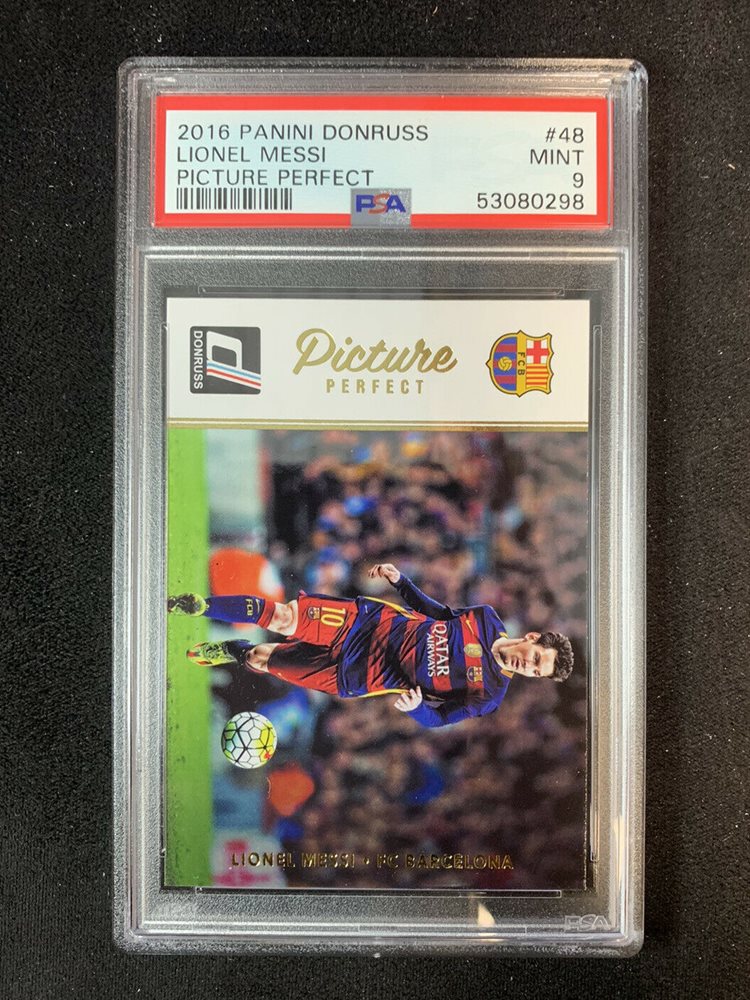 2016 PANINI DONRUSS #48
LIONEL MESSI MINT
PICTURE PERFECT 9
PSA 53080298
DONRUSS
Picture
PERFECT
FCB
FCB
10
QATAR
AIRWAYS
LIONEL MESSI • FC BARCELONA
PSA